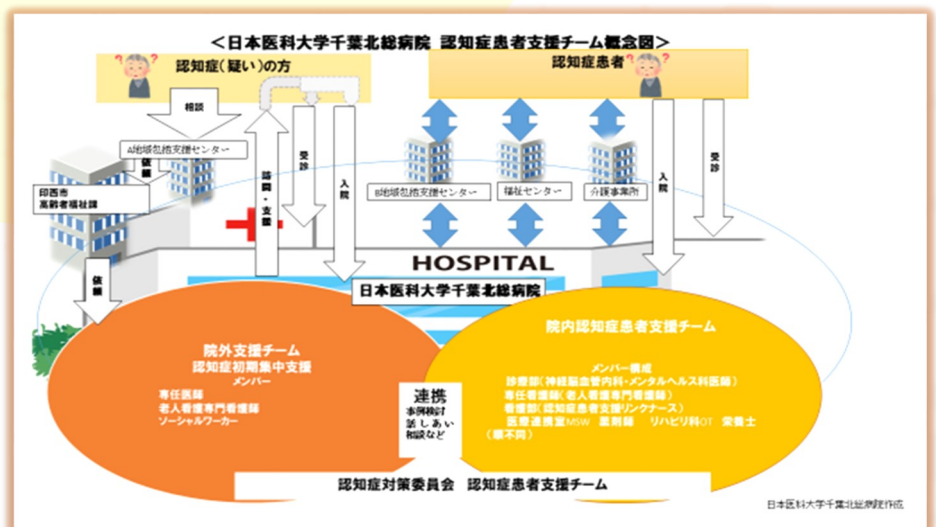 ＜日本医科大学千葉北総病院 認知症患者支援チーム概念図＞
認知症（疑い）の方
認知症患者
相談
A地域包括支援センター
依頼
印西市
高齢者福祉課
依頼
訪問・支援
受診
入院
B地域包括支援センター
福祉センター
介護事業所
入院
受診
HOSPITAL
日本医科大学千葉北総病院
院外支援チーム
認知症初期集中支援
メンバー
専任医師
老人看護専門看護師
ソーシャルワーカー
院内認知症患者支援チーム
メンバー構成
診療部（神経脳血管内科・メンタルヘルス科医師）
専任看護師（老人看護専門看護師）
看護部（認知症患者支援リンクナース）
医療連携室MSW 薬剤師 リハビリ科OT 栄養士
（順不同）
連携
事例検討
話しあい
相談など
認知症対策委員会 認知症患者支援チーム
日本医科大学千葉北総病院作成